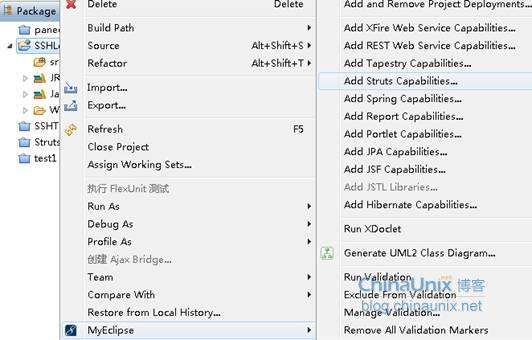 Package
Delete
Add and Remove Project Deployments...
Build Path
Source Alt+Shift+S
Refactor Alt+Shift+T
Import...
Export...
Refresh F5
Close Project
Assign Working Sets...
执行 FlexUnit 测试
Run As
Debug As
Profile As
创建 Ajax Bridge...
Team
Compare With
Restore from Local History...
MyEclipse
Add XFire Web Service Capabilities...
Add REST Web Service Capabilities...
Add Tapestry Capabilities...
Add Struts Capabilities...
Add Spring Capabilities...
Add Report Capabilities...
Add Portlet Capabilities...
Add JPA Capabilities...
Add JSF Capabilities...
Add JSTL Libraries...
Add Hibernate Capabilities...
Run XDoclet
Generate UML2 Class Diagram...
Run Validation
Exclude From Validation
Manage Validation...
Remove All Validation Markers
pane
SSHL
sr
JR
Ja
W
SSHT
Struts
test1
ChinaUnix 博客
blog.chinaunix.net